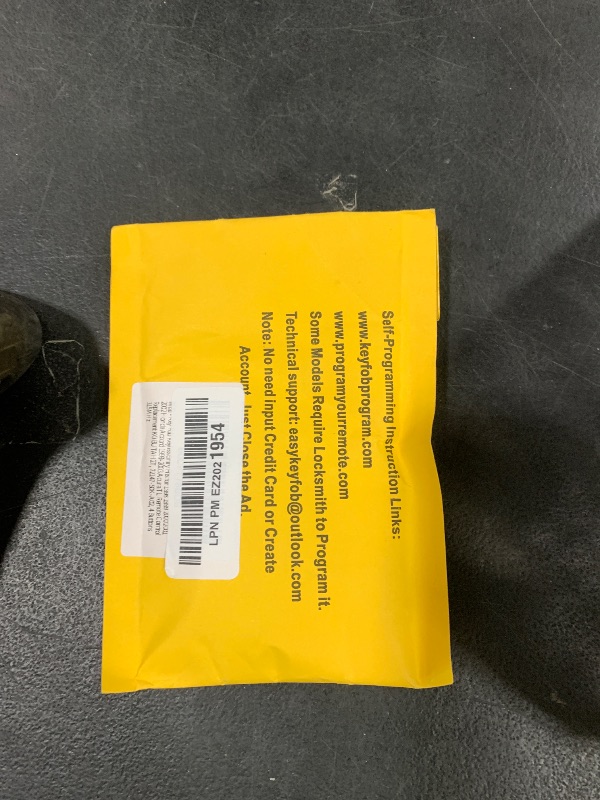 Self-Programming Instruction Links:
www.keyfobprogram.com
www.programyourremote.com
Some Models Require Locksmith to Program it.
Technical support: easykeyfob@outlook.com
Note: No need input Credit Card or Create
Account, Just Close the Ad.
LPN PM EZ2021954